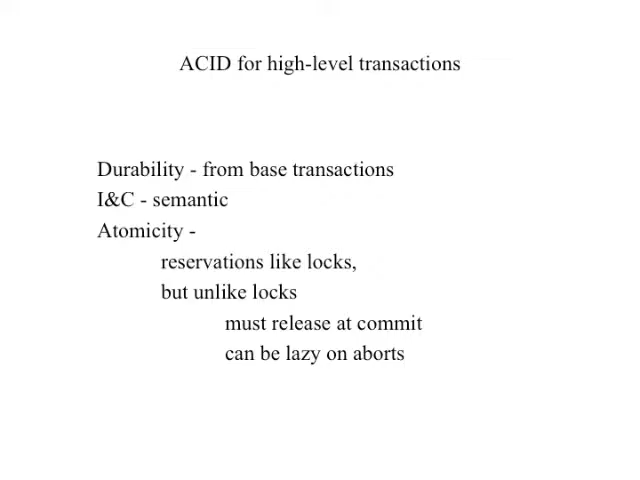 ACID for high-level transactions
Durability - from base transactions
I&C - semantic
Atomicity -
reservations like locks,
but unlike locks
must release at commit
can be lazy on aborts